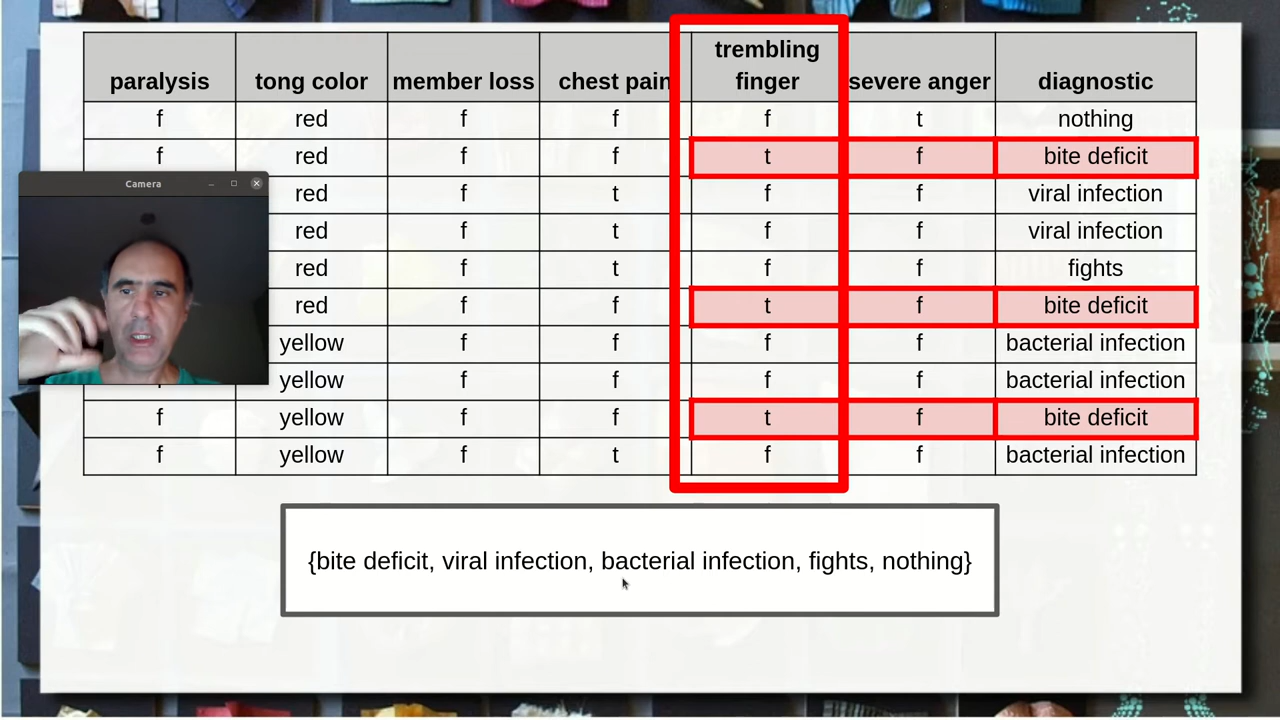 paralysis tong color member loss chest pain trembling finger severe anger diagnostic
f red f f f t nothing
f red f f t f bite deficit
Camera
red f t f f viral infection
red f t f f viral infection
red f t f f fights
red f f t f bite deficit
yellow f f f f bacterial infection
yellow f f f f bacterial infection
f yellow f f t f bite deficit
f yellow f t f f bacterial infection
{bite deficit, viral infection, bacterial infection, fights, nothing}